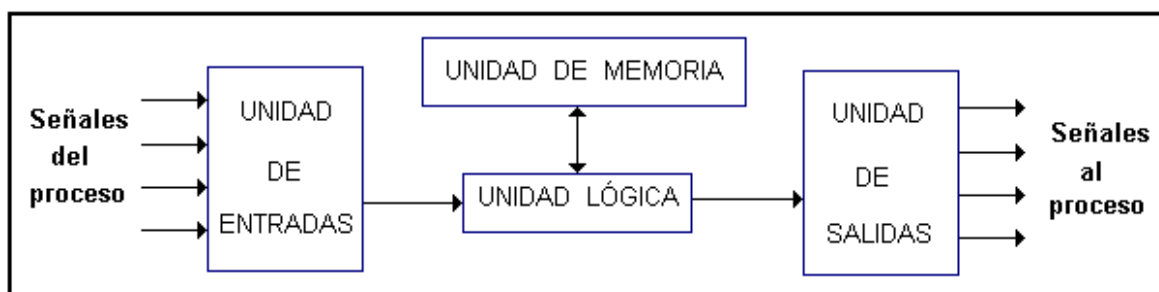 Señales
del
proceso
UNIDAD
DE
ENTRADAS
UNIDAD DE MEMORIA
UNIDAD LÓGICA
UNIDAD
DE
SALIDAS
Señales
al
proceso